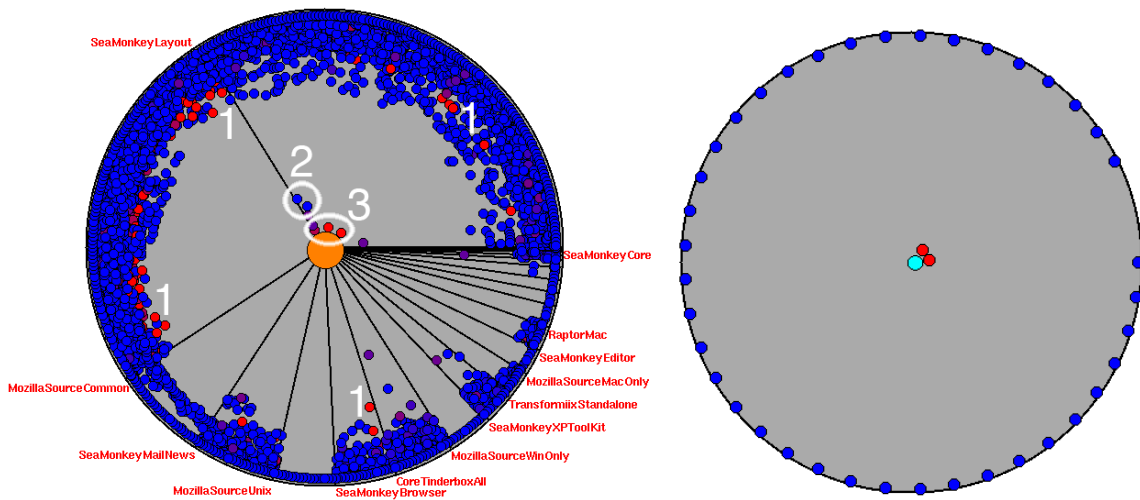 SeaMonkeyLayout
1
1
2
3
SeaMonkeyCore
1
RaptorMac
SeaMonkeyEditor
MozillaSourceCommon
MozillaSourceMacOnly
TransformiixStandalone
1
SeaMonkeyXPToolKit
SeaMonkeyMailNews
MozillaSourceWinOnly
CoreTinderboxAll
MozillaSourceUnix
SeaMonkeyBrowser